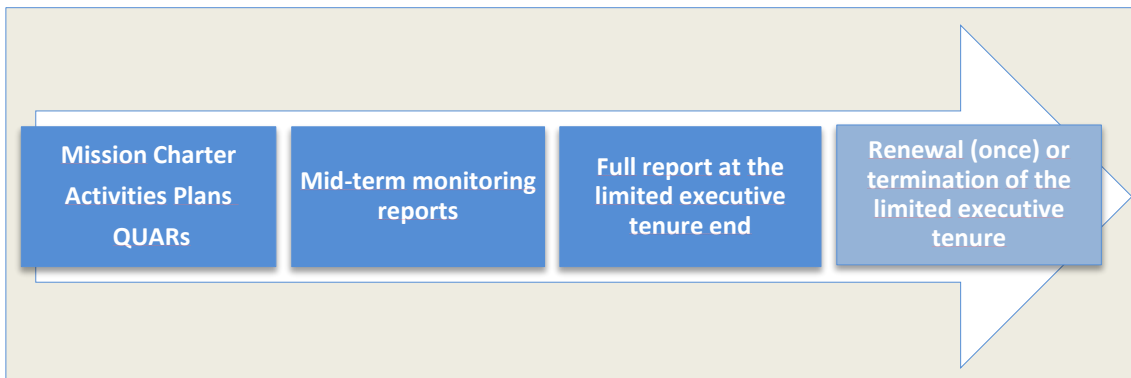 Mission Charter
Activities Plans
QUARs
Mid-term monitoring
reports
Full report at the
limited executive
tenure end
Renewal (once) or
termination of the
limited executive
tenure